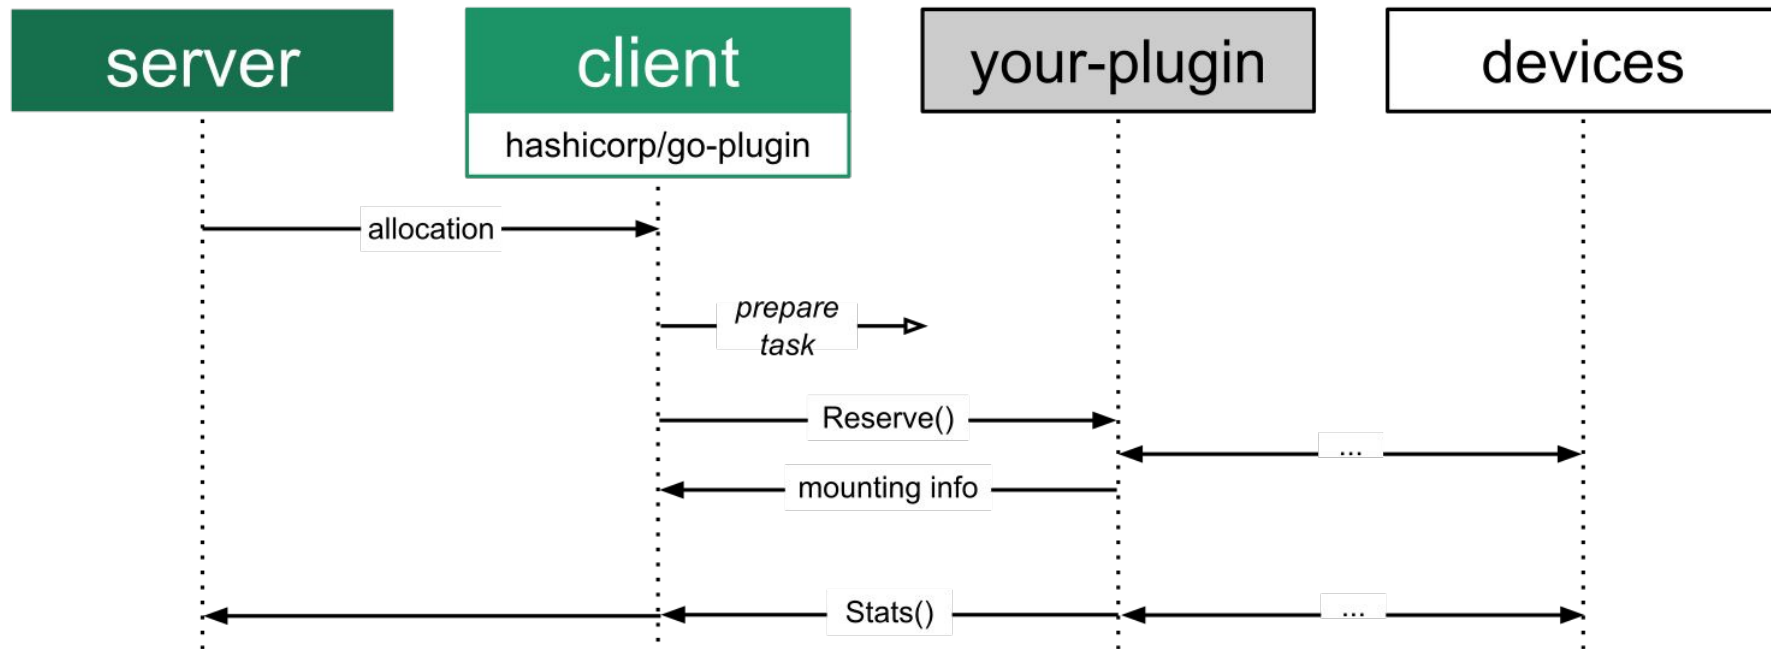 server
client
your-plugin
devices
hashicorp/go-plugin
allocation
prepare
task
Reserve()
...
mounting info
Stats()
...